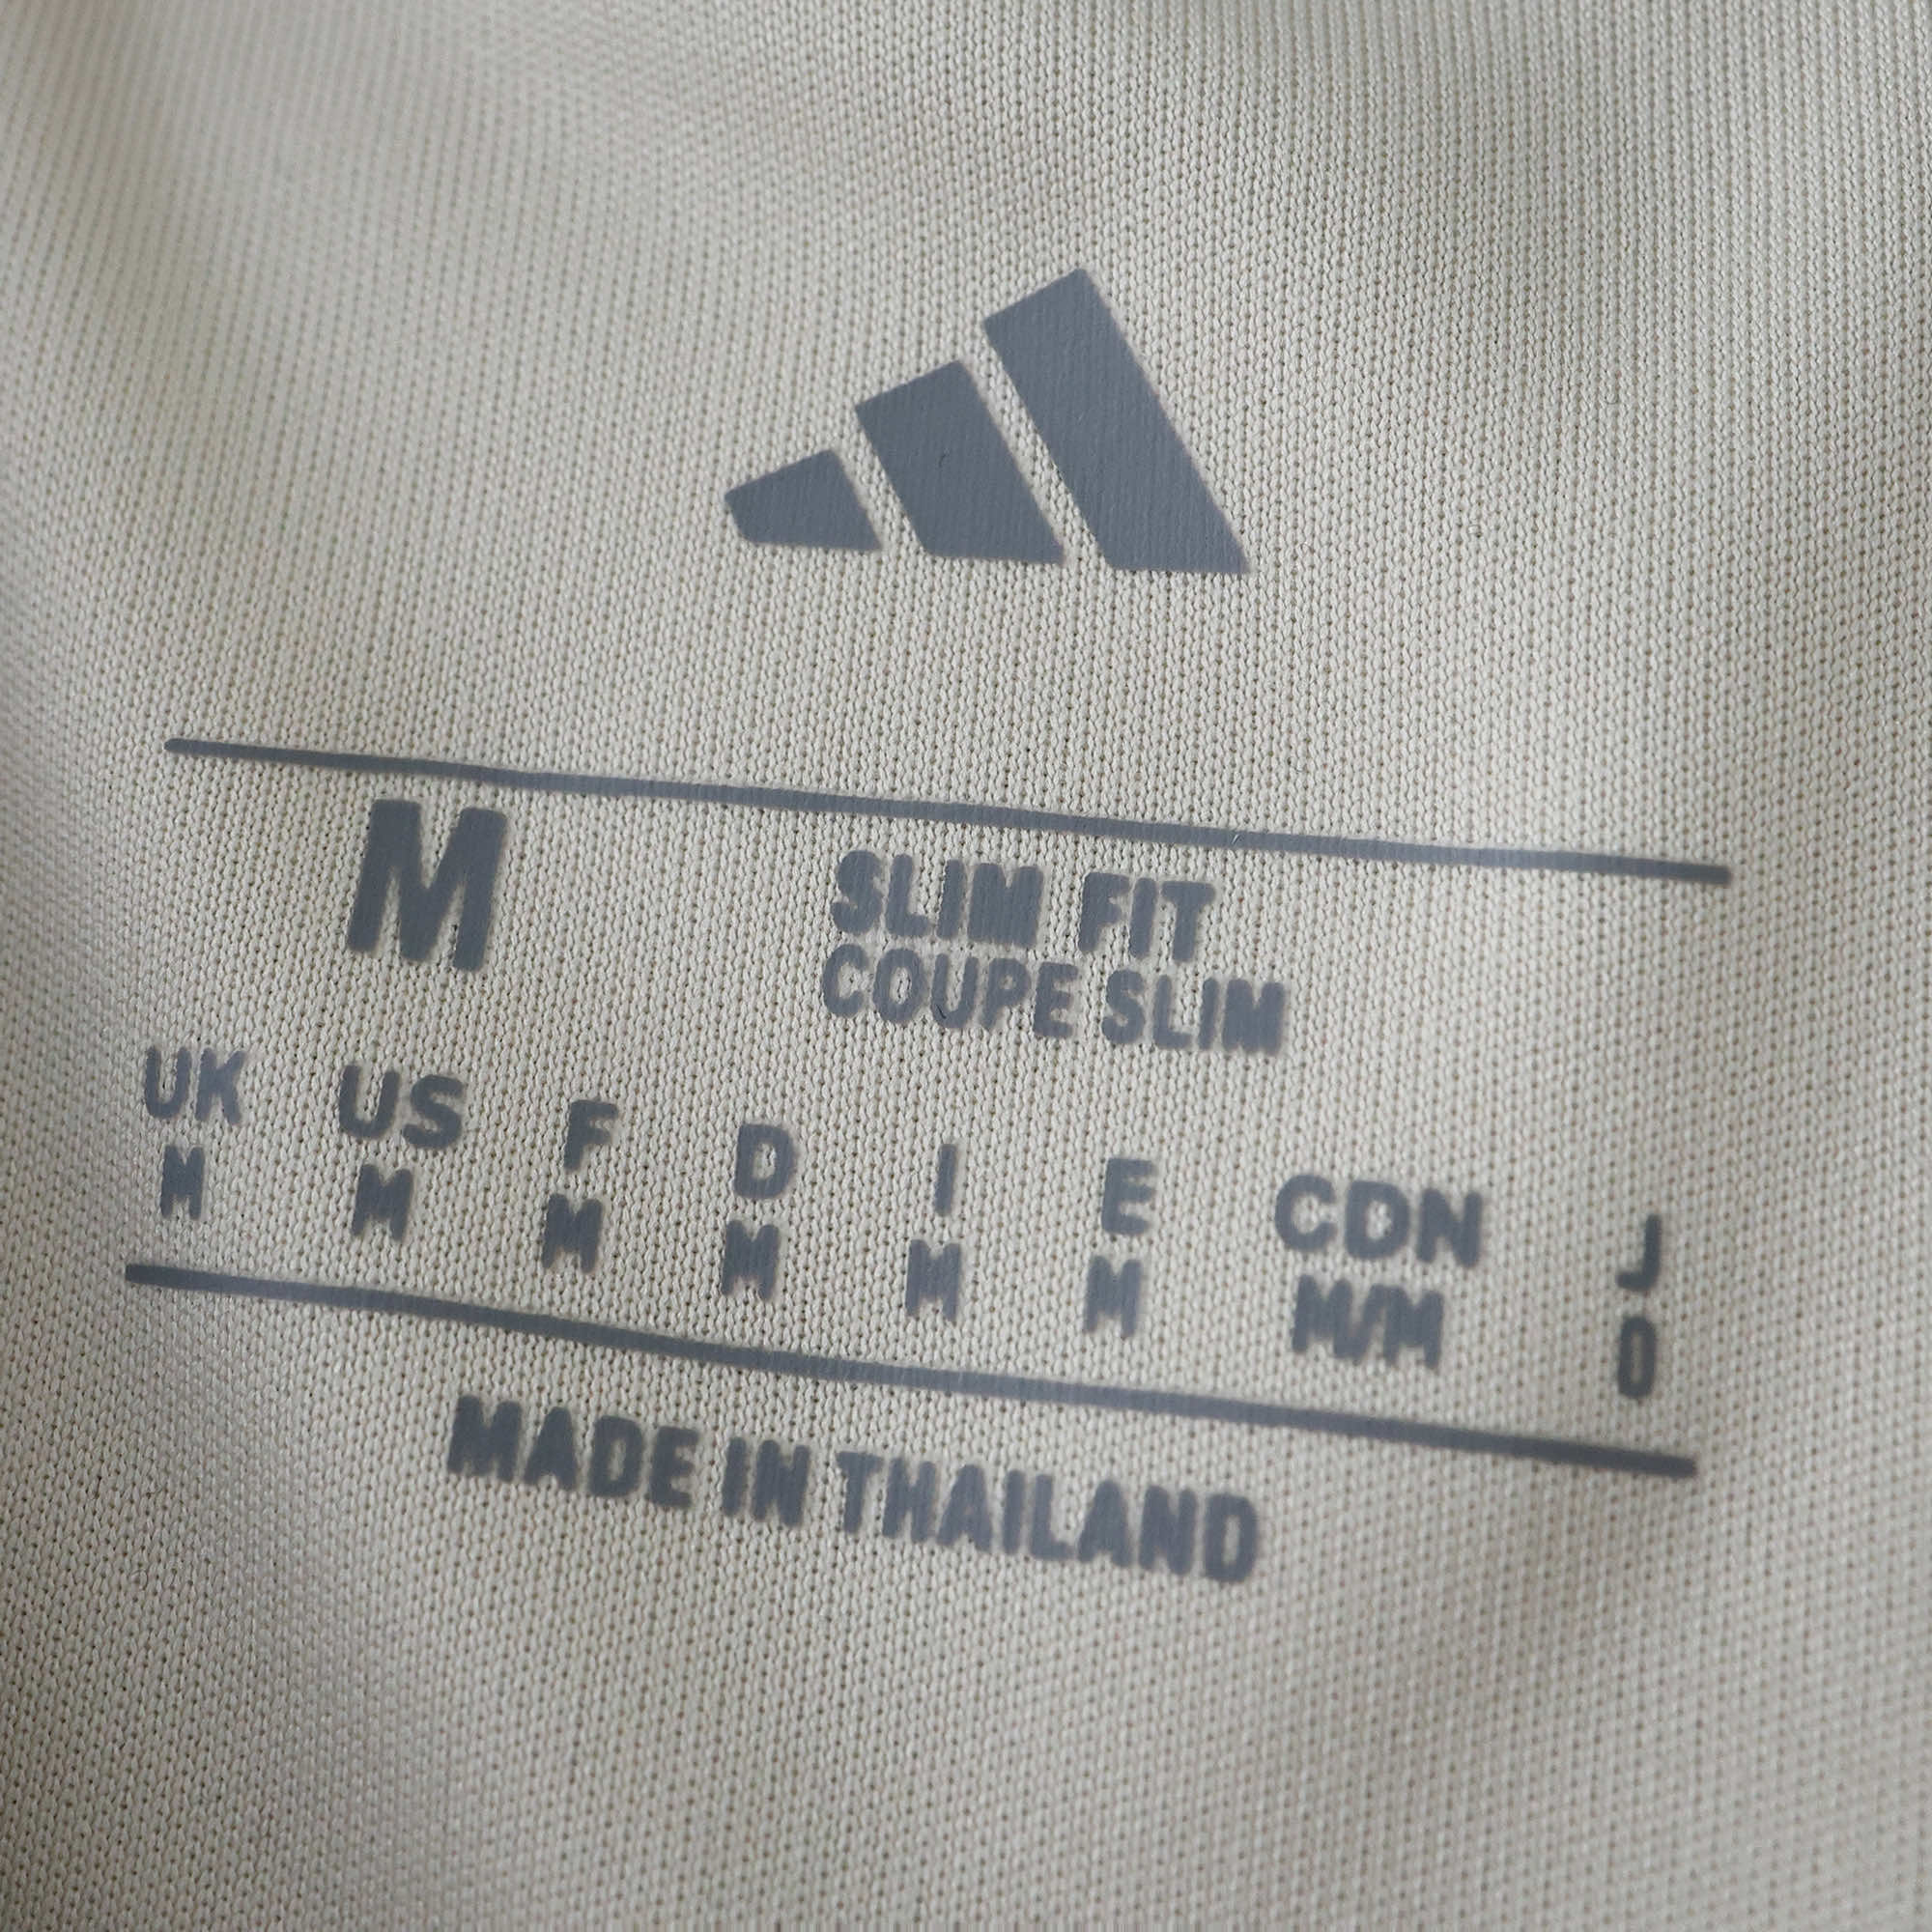 M
SLIM FIT
COUPE SLIM
UK US F D I E CDN J
M M M M M M M/M O
MADE IN THAILAND